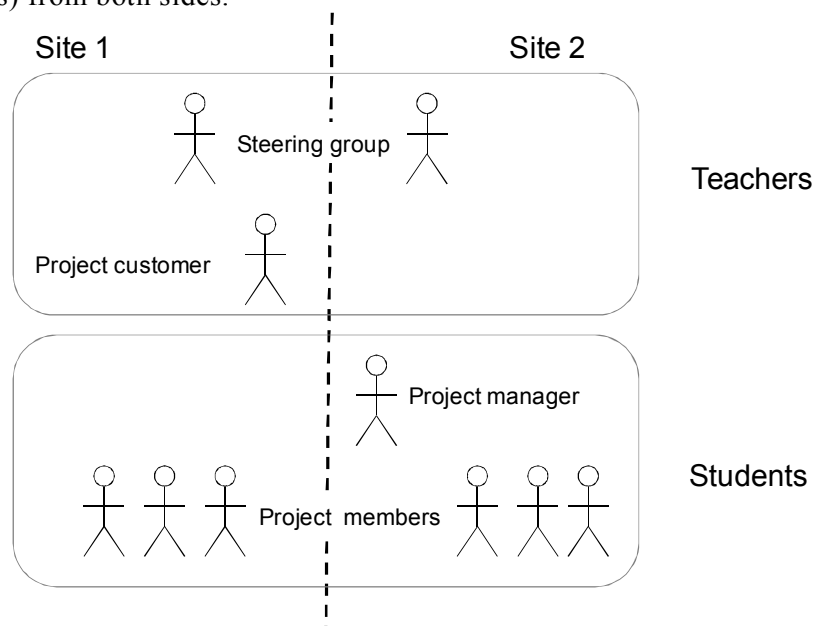 s) from both sides.
Site 1
Site 2
Steering group
Teachers
Project customer
Project manager
Students
Project members